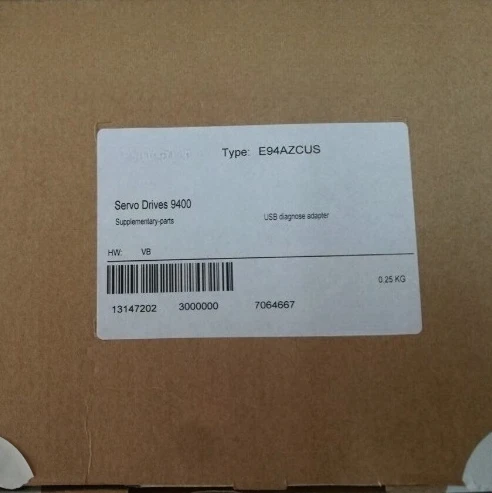 Type: E94AZCUS
Servo Drives 9400
Supplementary-parts USB diagnose adapter
HW: VB
0.25 KG
13147202 3000000 7064667